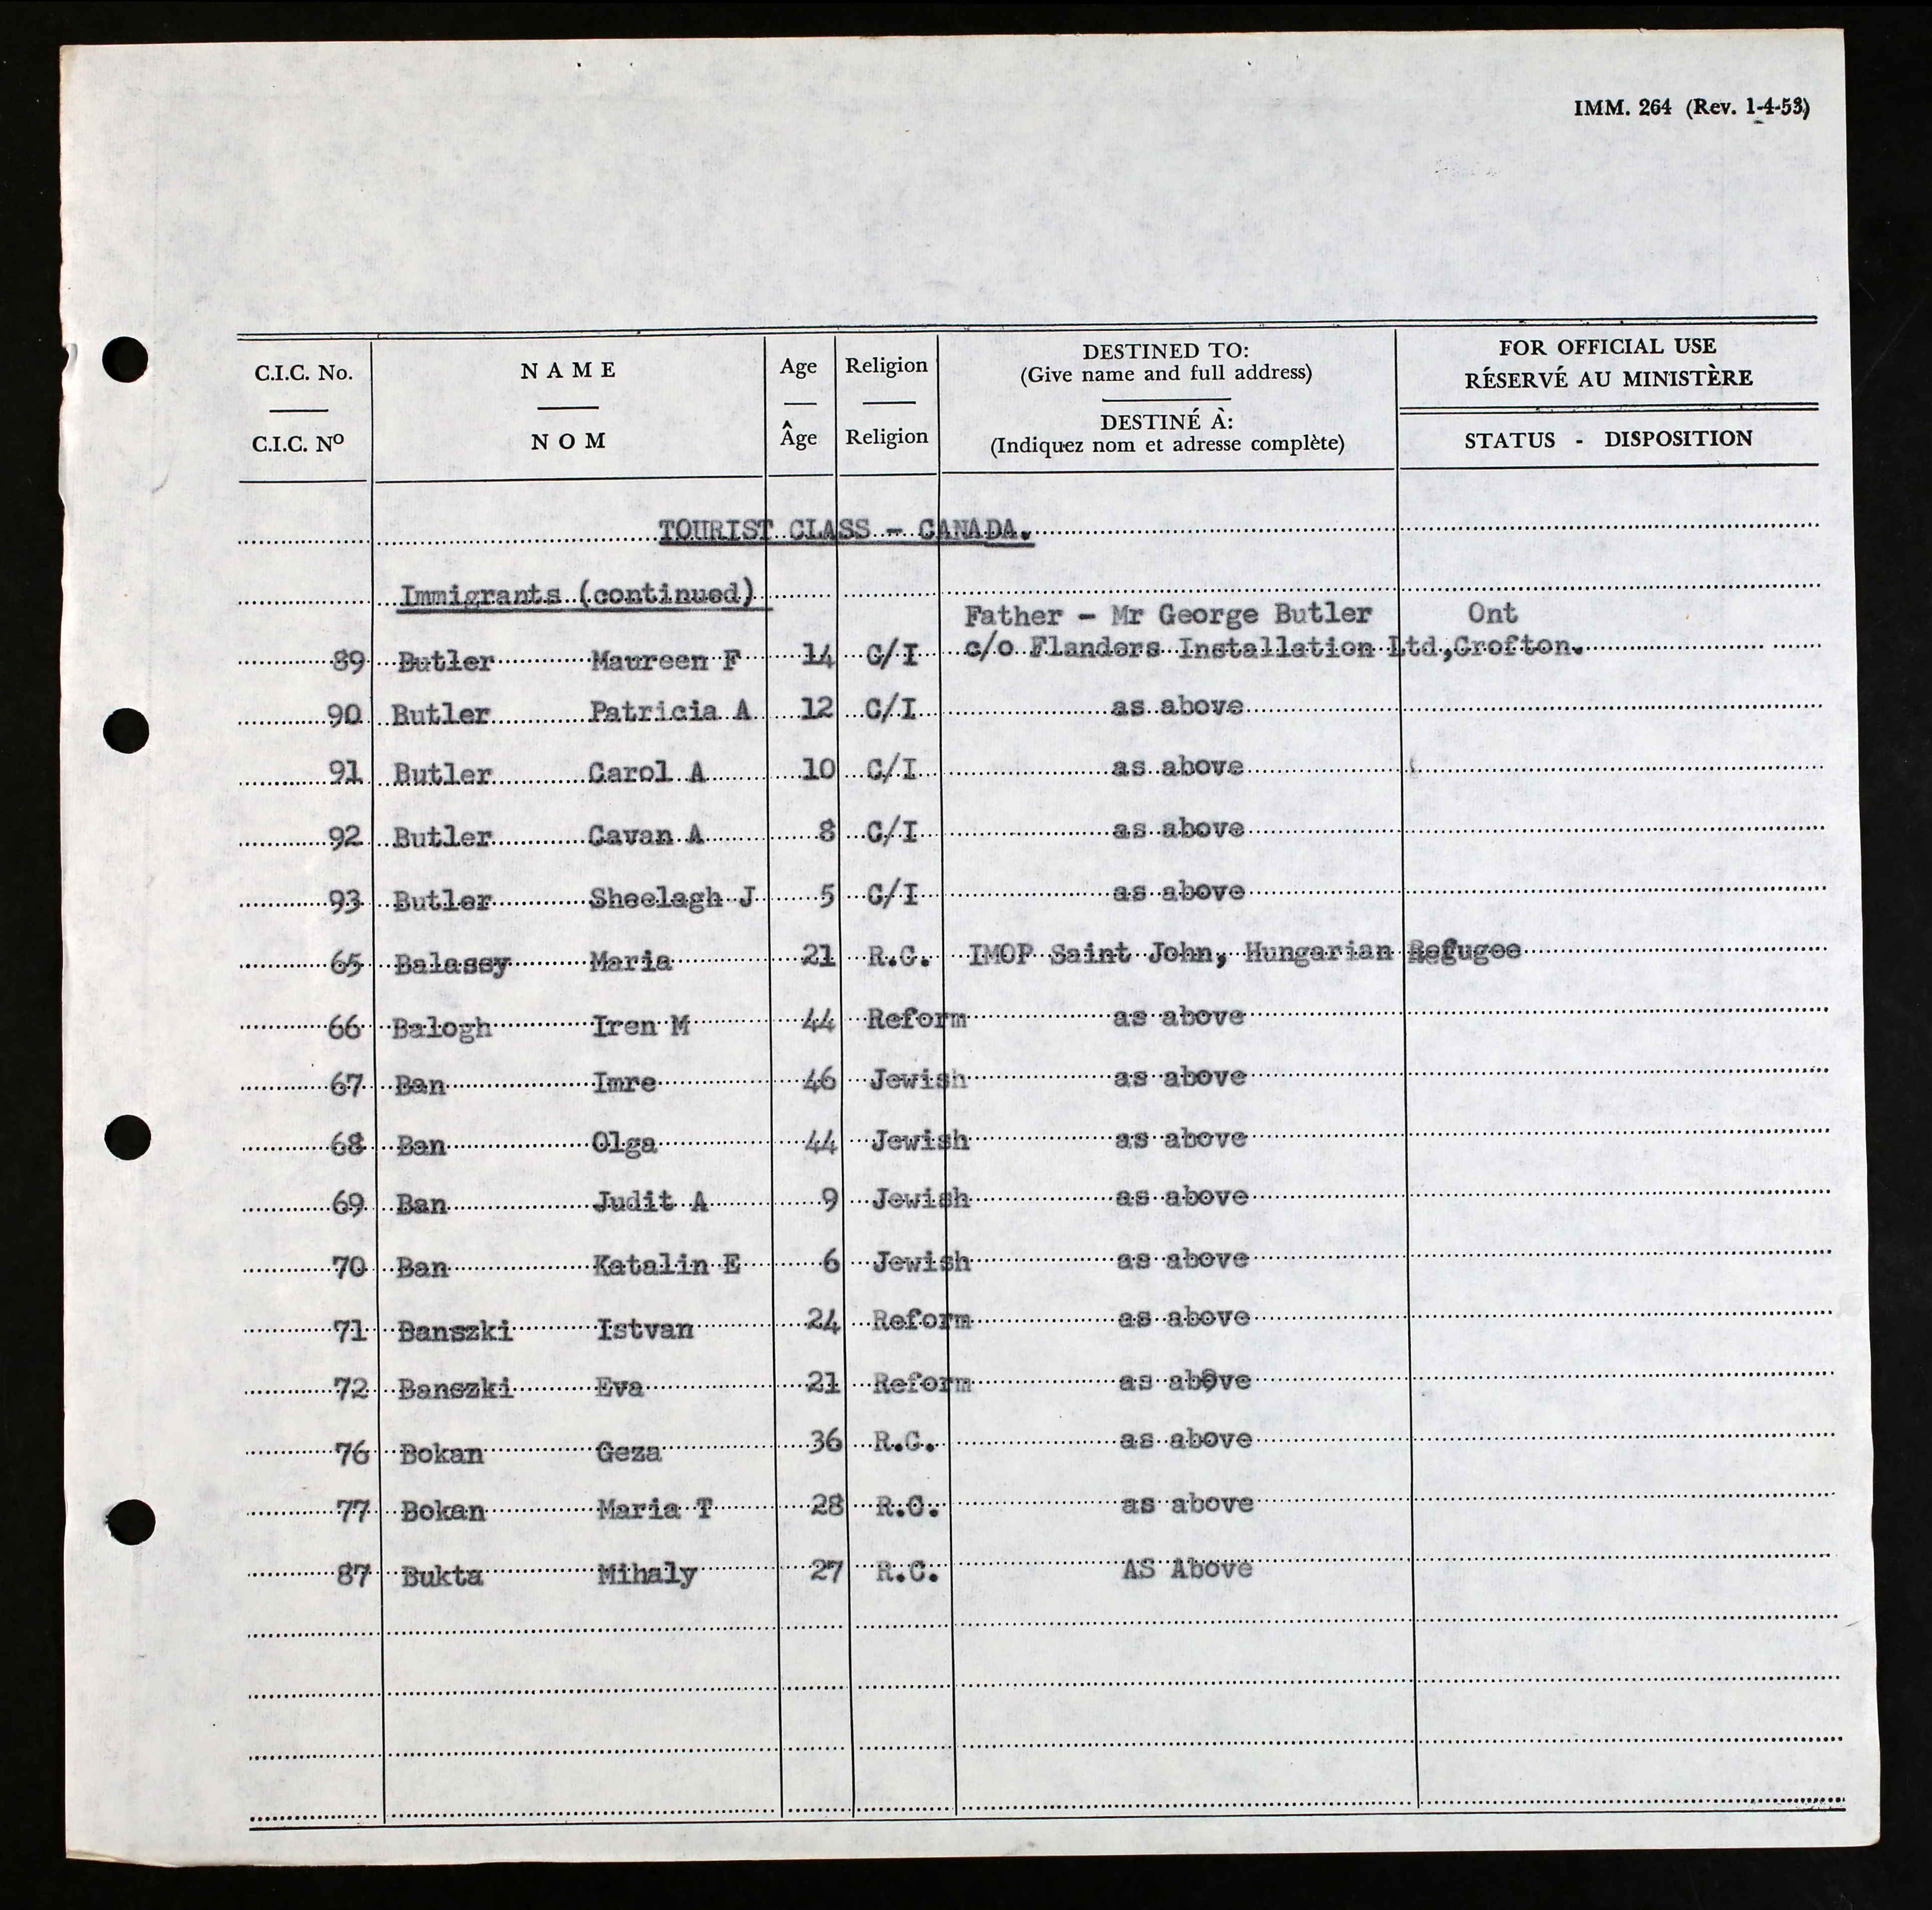 IMM. 264 (Rev. 1-4-53)
C.I.C. No. NAME Age Religion DESTINED TO: FOR OFFICIAL USE
(Give name and full address) RÉSERVÉ AU MINISTÈRE
C.I.C. Nº NOM Âge Religion DESTINÉ À: STATUS - DISPOSITION
(Indiquez nom et adresse complète)
TOURIST CLASS - CANADA.
Immigrants (continued)
Father - Mr George Butler Ont
89 Butler Maureen F 14 C/I c/o Flanders Installation Ltd, Crofton.
90 Butler Patricia A 12 C/I as above
91 Butler Carol A 10 C/I as above
92 Butler Gavan A 8 C/I as above
93 Butler Sheelagh J 5 C/I as above
65 Balassy Maria 21 R.C. IMOP Saint John, Hungarian Refugee
66 Balogh Iren M 44 Reform as above
67 Ban Imre 46 Jewish as above
68 Ban Olga 44 Jewish as above
69 Ban Judit A 9 Jewish as above
70 Ban Katalin E 6 Jewish as above
71 Banszki Istvan 24 Reform as above
72 Banszki Eva 21 Reform as above
76 Bokan Geza 36 R.C. as above
77 Bokan Maria T 28 R.C. as above
87 Bukta Mihaly 27 R.C. AS Above